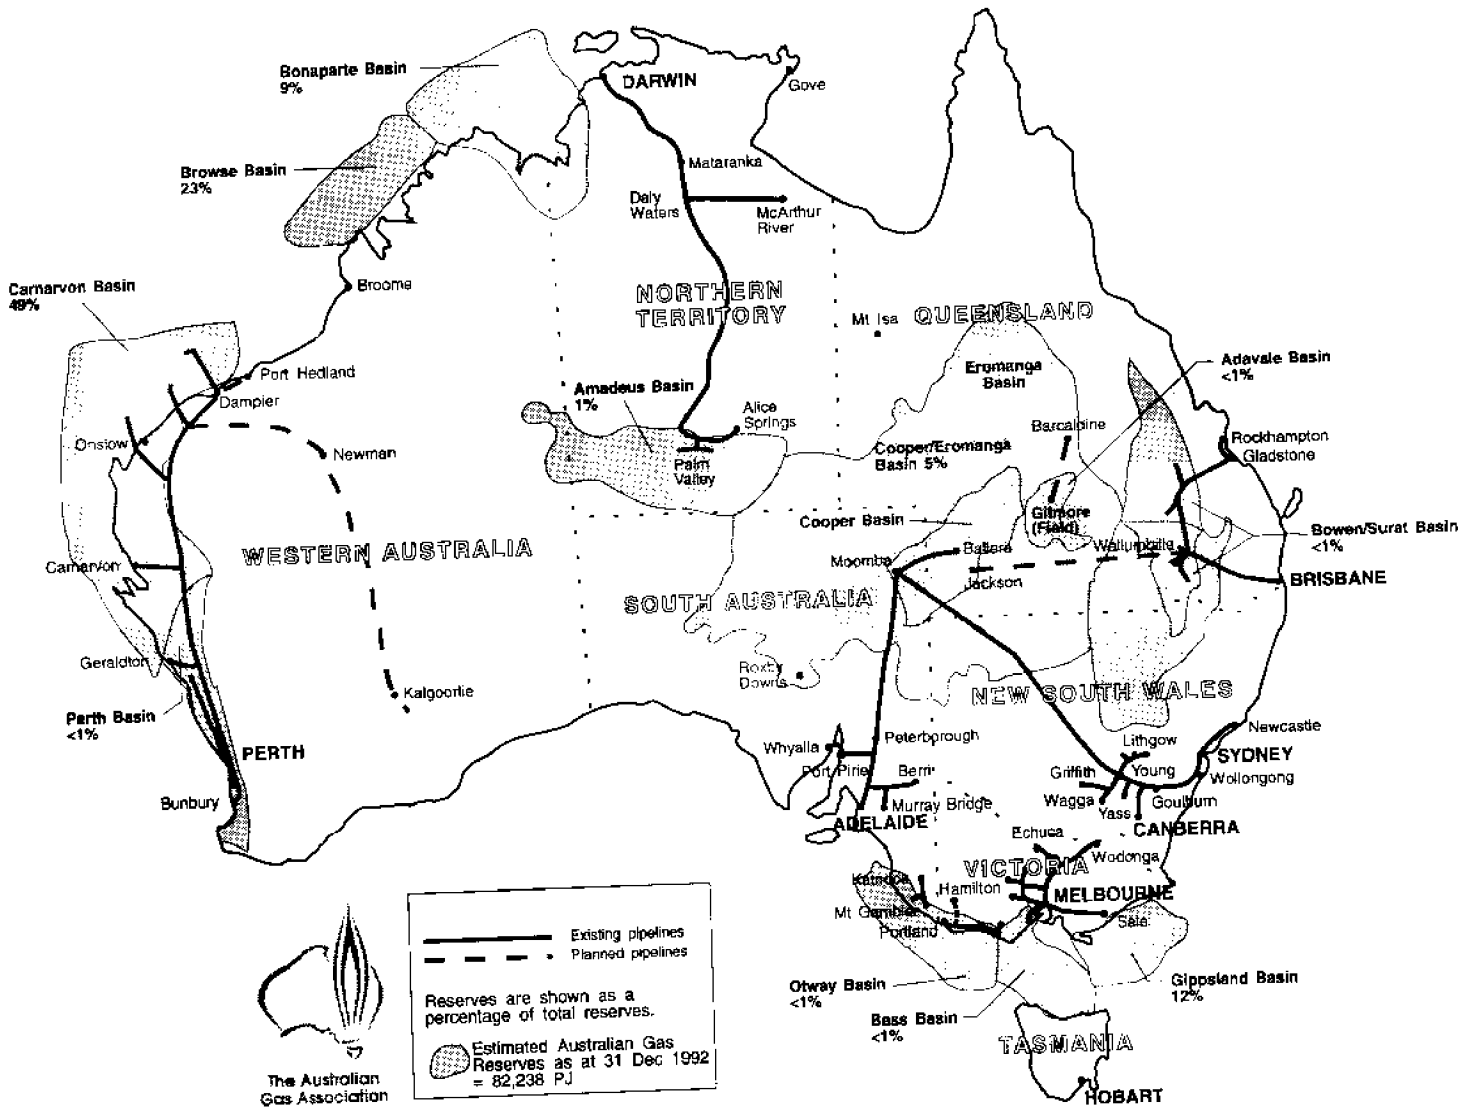 Bonaparte Basin
9%
DARWIN
Gove
Browse Basin
23%
Mataranka
Daly
Waters
McArthur
River
Carnarvon Basin
49%
Broome
NORTHERN
TERRITORY
Mt Isa
QUEENSLAND
Port Hedland
Dampier
Amadeus Basin
1%
Eromanga
Basin
Adavale Basin
<1%
Alice
Springs
Barcaldine
Onslow
Newman
Palm
Valley
Cooper/Eromanga
Basin 5%
Rockhampton
Gladstone
Cooper Basin
Gilmore
(Field)
Bowen/Surat Basin
<1%
WESTERN AUSTRALIA
Carnarvon
Moomba
Ballera
Wallumbilla
Jackson
BRISBANE
SOUTH AUSTRALIA
Geraldton
Roxby
Downs
Kalgoorlie
NEW SOUTH WALES
Perth Basin
<1%
PERTH
Whyalla
Peterborough
Lithgow
Newcastle
SYDNEY
Port Pirie
Berri
Griffith
Young
Wollongong
Bunbury
Murray Bridge
Wagga
Yass
Goulburn
ADELAIDE
CANBERRA
Echuca
Wodonga
VICTORIA
Katnook
Hamilton
MELBOURNE
Mt Gambier
Portland
Sale
Existing pipelines
Planned pipelines
Otway Basin
<1%
Gippsland Basin
12%
Reserves are shown as a
percentage of total reserves.
Bass Basin
<1%
TASMANIA
Estimated Australian Gas
Reserves as at 31 Dec 1992
= 82,238 PJ
The Australian
Gas Association
HOBART